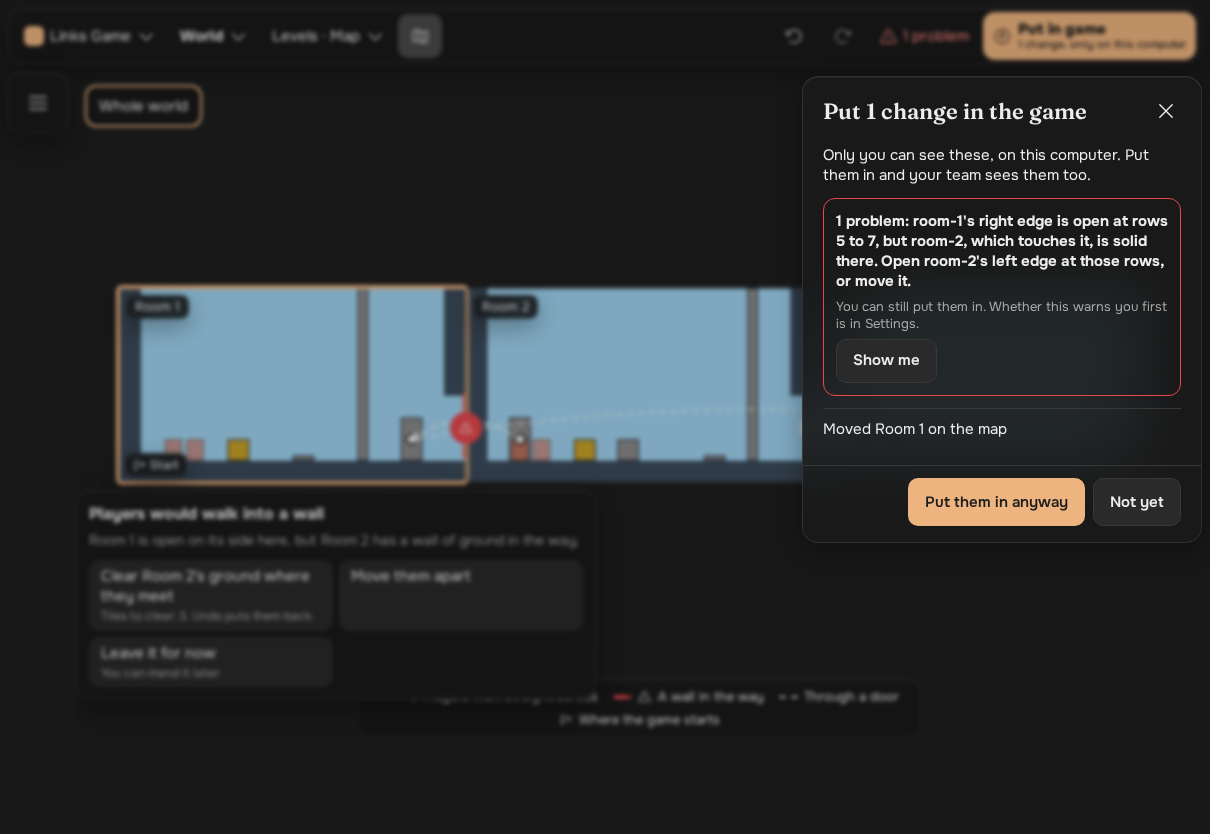 Links Game
World
Levels · Map
1 problem
Put in game
1 change, only on this computer
Whole world
Put 1 change in the game
Only you can see these, on this computer. Put
them in and your team sees them too.
1 problem: room-1's right edge is open at rows
5 to 7, but room-2, which touches it, is solid
there. Open room-2's left edge at those rows,
or move it.
You can still put them in. Whether this warns you first
is in Settings.
Show me
Moved Room 1 on the map
Put them in anyway
Not yet
Room 1
Room 2
Start
Players would walk into a wall
Room 1 is open on its side here, but Room 2 has a wall of ground in the way.
Clear Room 2's ground where
they meet
Tiles to clear: 3. Undo puts them back.
Move them apart
Leave it for now
You can mend it later
A wall in the way
Through a door
Where the game starts